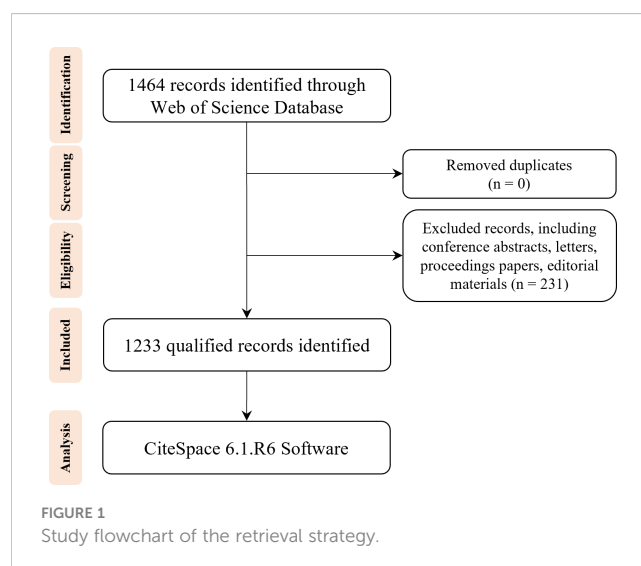 Identification
1464 records identified through
Web of Science Database
Screening
Removed duplicates
(n = 0)
Eligibility
Excluded records, including
conference abstracts, letters,
proceedings papers, editorial
materials (n = 231)
Included
1233 qualified records identified
Analysis
CiteSpace 6.1.R6 Software
FIGURE 1
Study flowchart of the retrieval strategy.